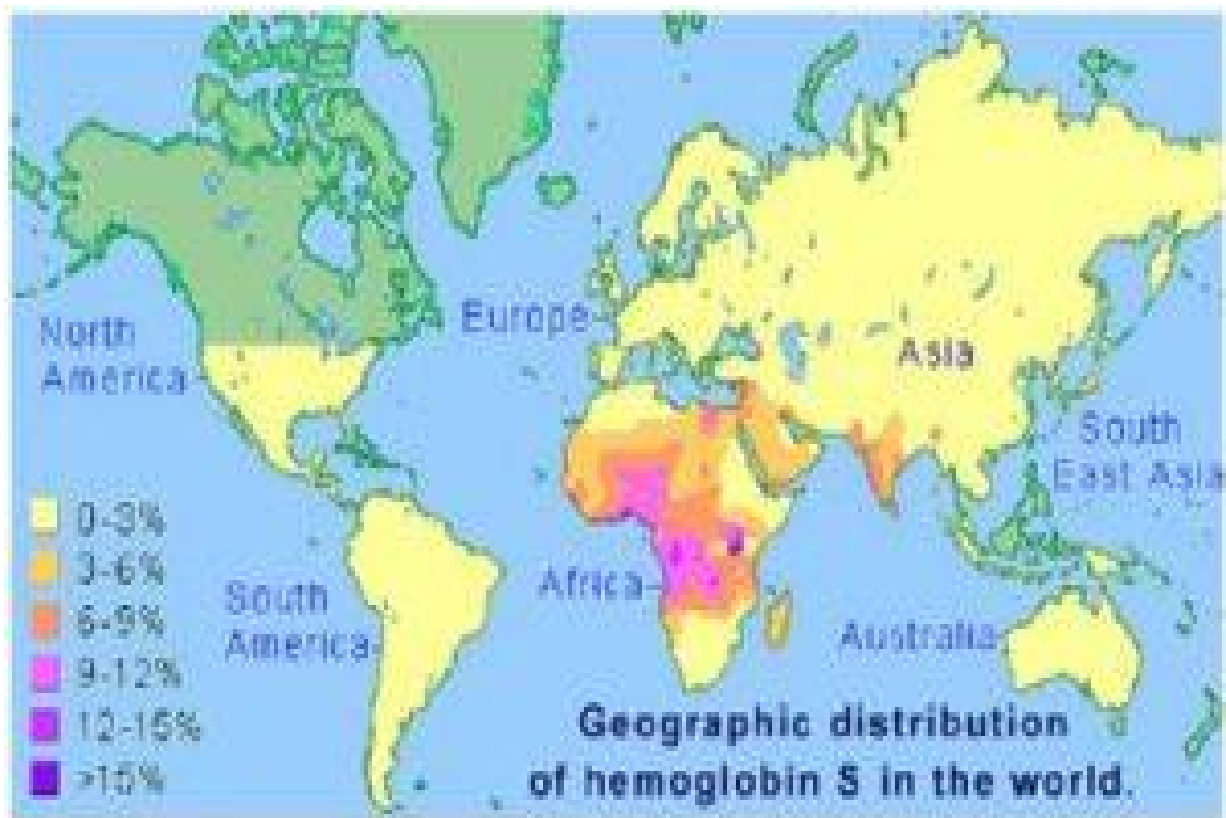 North
America
Europe
Asia
South
East Asia
0-3%
3-6%
6-9%
9-12%
12-15%
>15%
South
America
Africa
Australia
Geographic distribution
of hemoglobin S in the world.